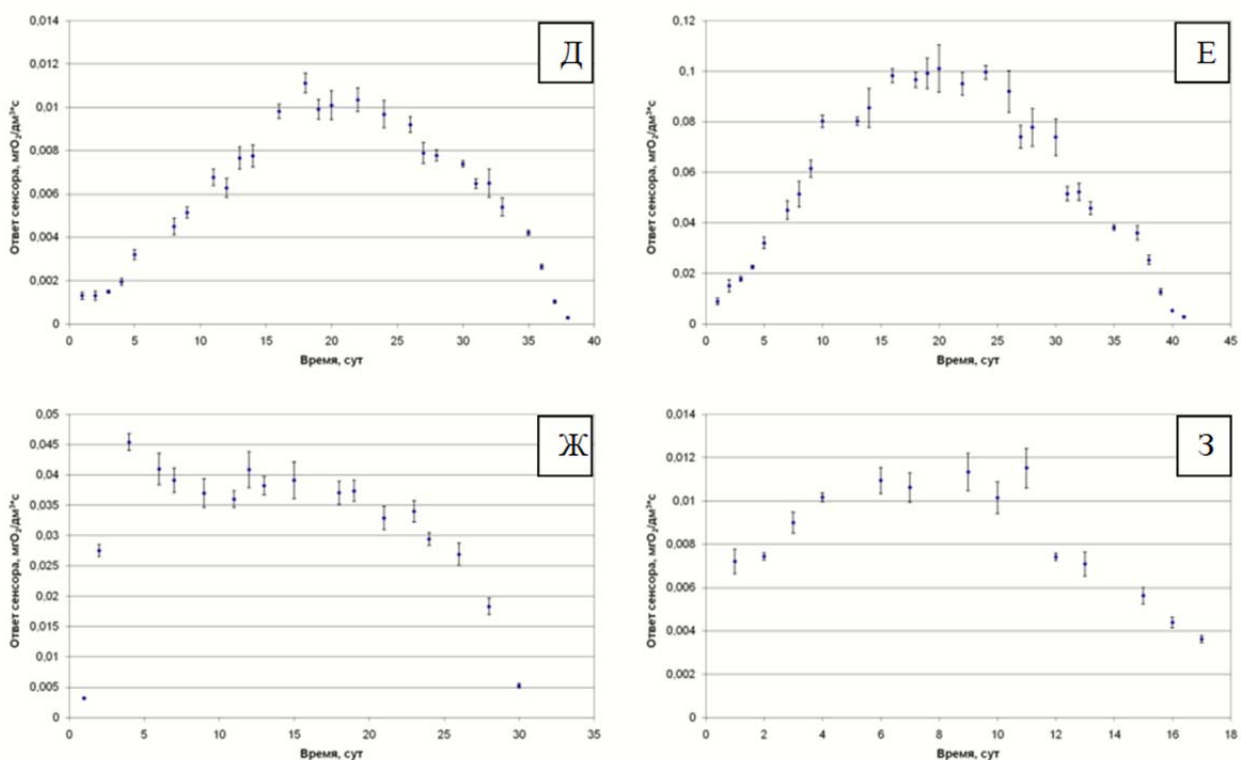 Д
Ответ сенсора, мгО₂/дм³*с
0,014
0,012
0,010
0,008
0,006
0,004
0,002
0
0 5 10 15 20 25 30 35 40
Время, сут
Е
Ответ сенсора, мгО₂/дм³*с
0,12
0,1
0,08
0,06
0,04
0,02
0
0 5 10 15 20 25 30 35 40 45
Время, сут
Ж
Ответ сенсора, мгО₂/дм³*с
0,05
0,045
0,04
0,035
0,03
0,025
0,02
0,015
0,01
0,005
0
0 5 10 15 20 25 30 35
Время, сут
З
Ответ сенсора, мгО₂/дм³*с
0,014
0,012
0,01
0,008
0,006
0,004
0,002
0
0 2 4 6 8 10 12 14 16 18
Время, сут